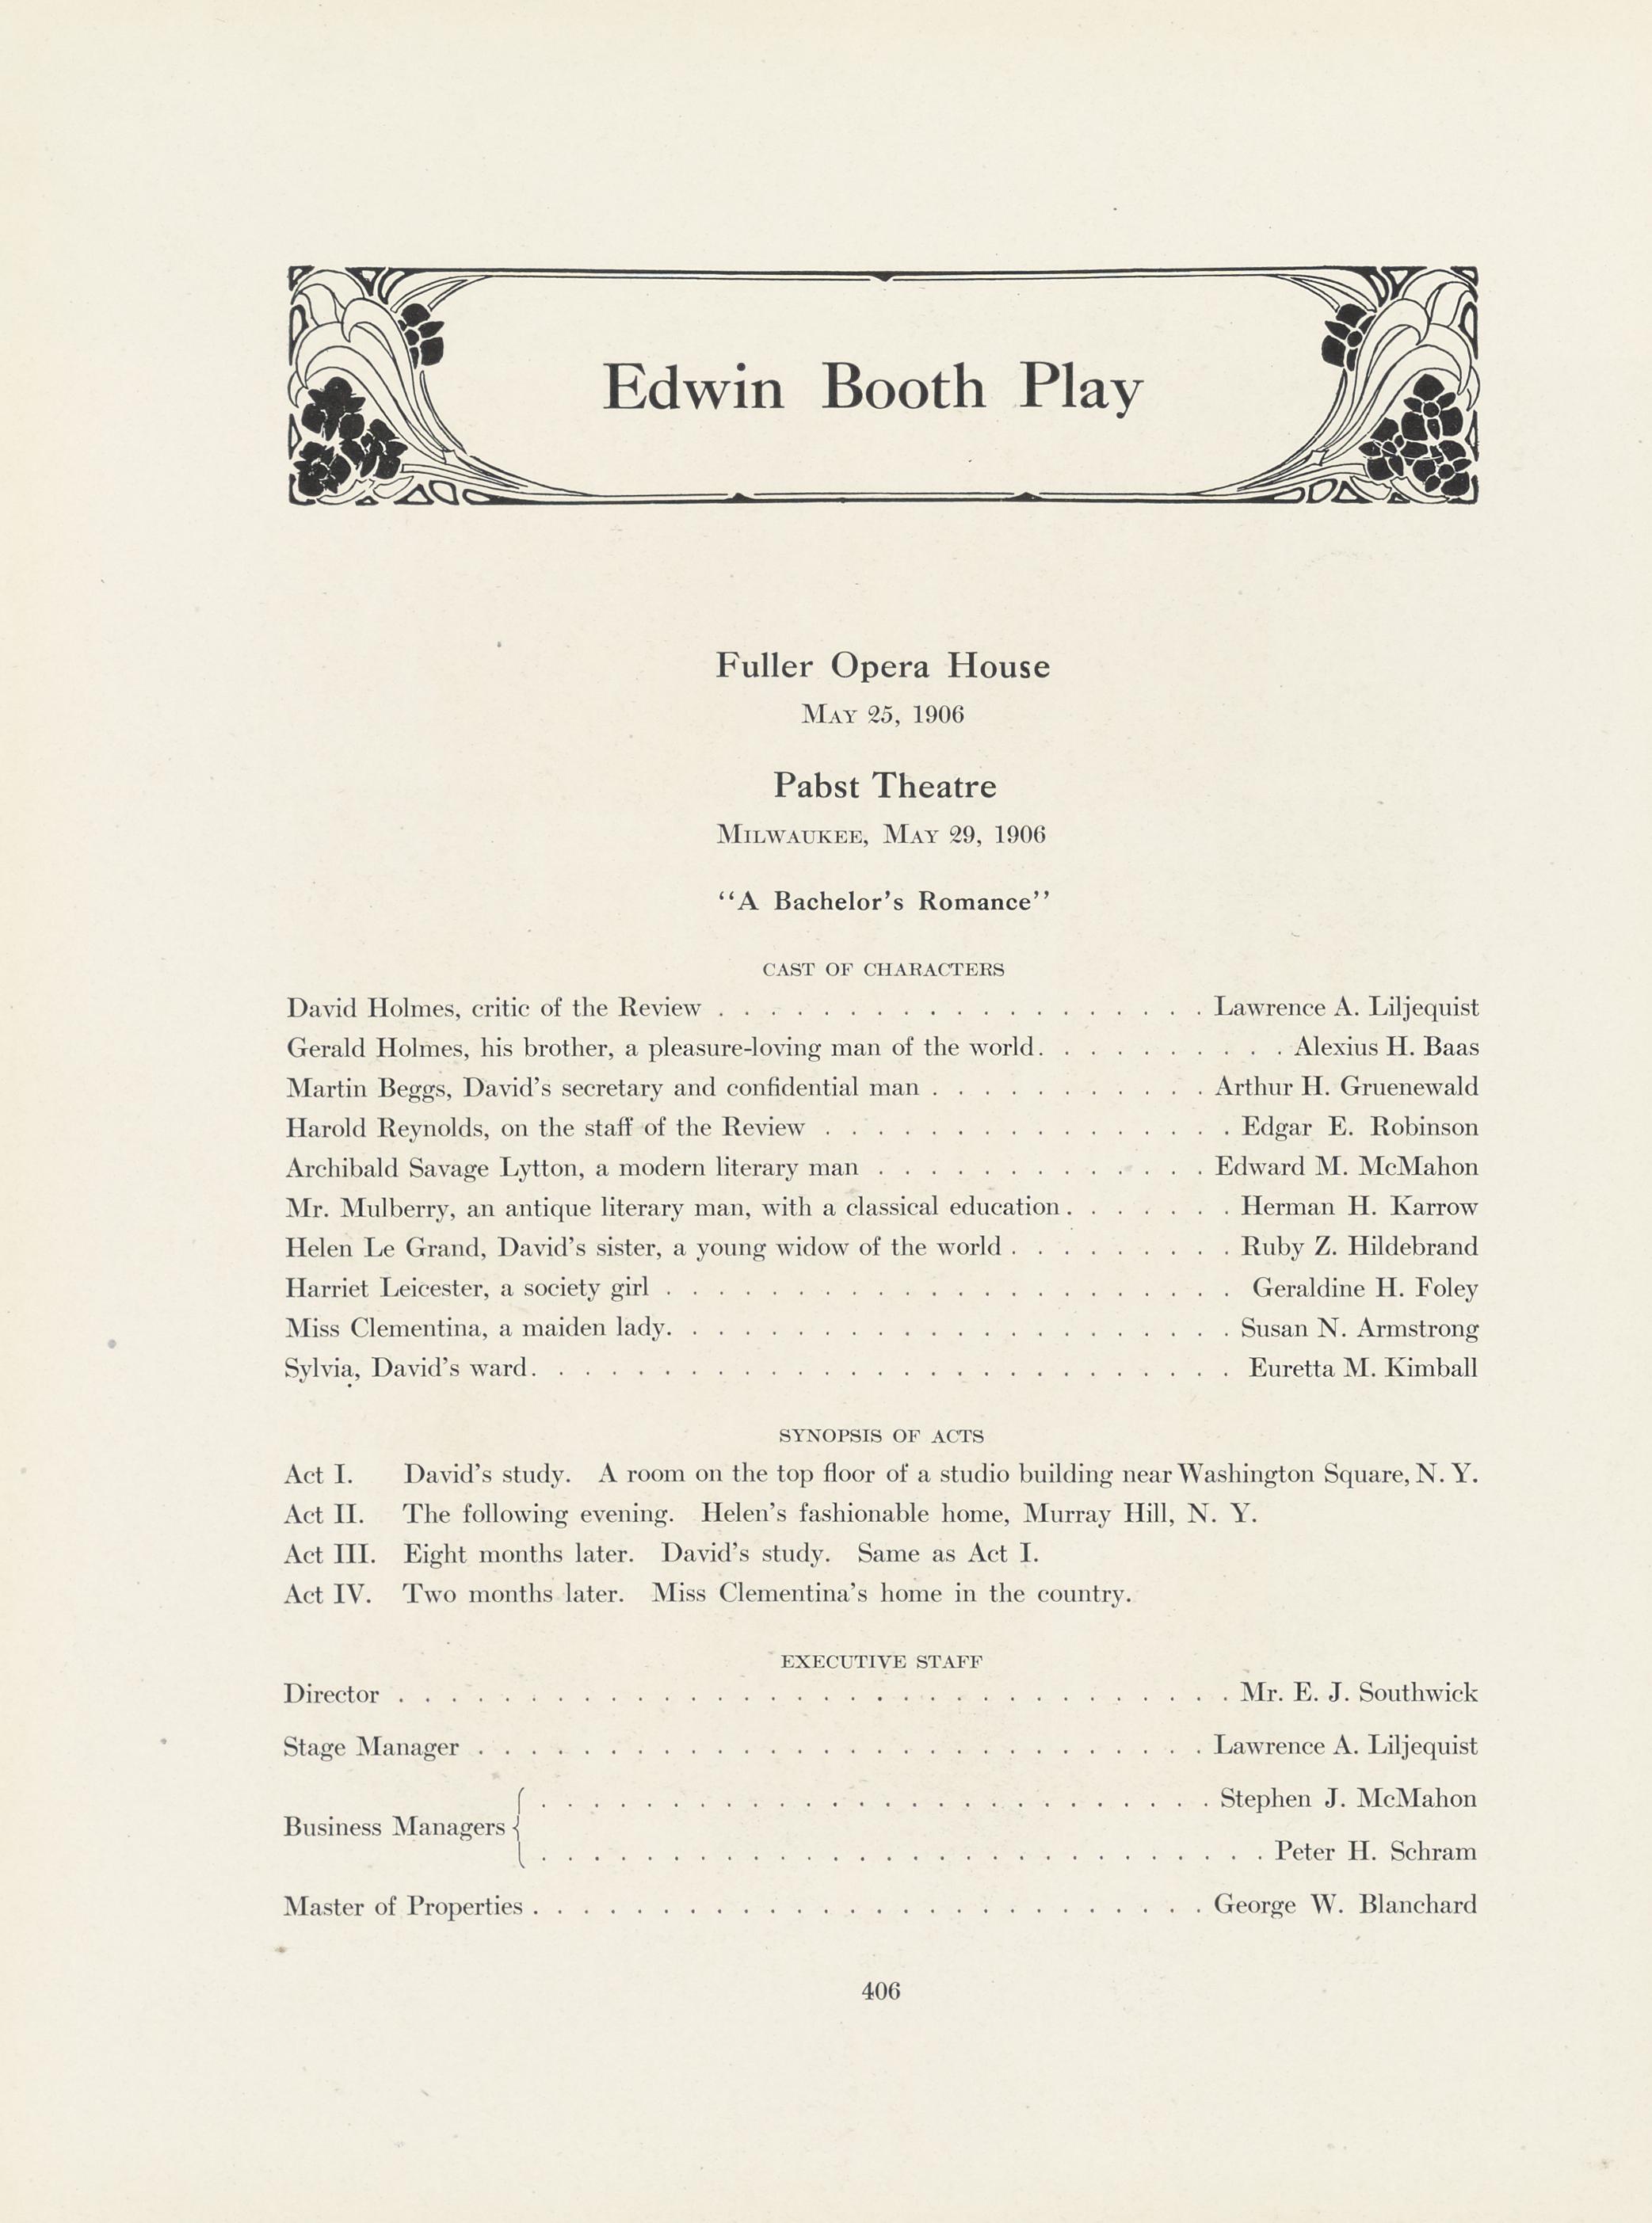 Edwin Booth Play
Fuller Opera House
May 25, 1906
Pabst Theatre
Milwaukee, May 29, 1906
“A Bachelor’s Romance”
CAST OF CHARACTERS
David Holmes, critic of the Review . . . . . . . . . . . . . . . . . . . Lawrence A. Liljequist
Gerald Holmes, his brother, a pleasure-loving man of the world. . . . . . . . . . Alexius H. Baas
Martin Beggs, David’s secretary and confidential man . . . . . . . . . . . Arthur H. Gruenewald
Harold Reynolds, on the staff of the Review . . . . . . . . . . . . . . . . Edgar E. Robinson
Archibald Savage Lytton, a modern literary man . . . . . . . . . . . . . Edward M. McMahon
Mr. Mulberry, an antique literary man, with a classical education. . . . . . . Herman H. Karrow
Helen Le Grand, David’s sister, a young widow of the world . . . . . . . . . Ruby Z. Hildebrand
Harriet Leicester, a society girl . . . . . . . . . . . . . . . . . . . . . . Geraldine H. Foley
Miss Clementina, a maiden lady. . . . . . . . . . . . . . . . . . . . . . Susan N. Armstrong
Sylvia, David’s ward. . . . . . . . . . . . . . . . . . . . . . . . . . . Euretta M. Kimball
SYNOPSIS OF ACTS
Act I. David’s study. A room on the top floor of a studio building near Washington Square, N. Y.
Act II. The following evening. Helen’s fashionable home, Murray Hill, N. Y.
Act III. Eight months later. David’s study. Same as Act I.
Act IV. Two months later. Miss Clementina’s home in the country.
EXECUTIVE STAFF
Director . . . . . . . . . . . . . . . . . . . . . . . . . . . . . . . . Mr. E. J. Southwick
Stage Manager . . . . . . . . . . . . . . . . . . . . . . . . . . . . Lawrence A. Liljequist
Business Managers { . . . . . . . . . . . . . . . . . . . . . . . . . . Stephen J. McMahon
. . . . . . . . . . . . . . . . . . . . . . . . . . . . Peter H. Schram
Master of Properties . . . . . . . . . . . . . . . . . . . . . . . . . . George W. Blanchard
406